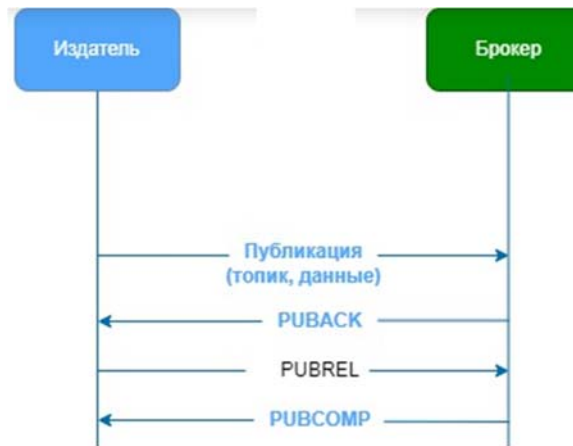 Издатель
Брокер
Публикация
(топик, данные)
PUBACK
PUBREL
PUBCOMP